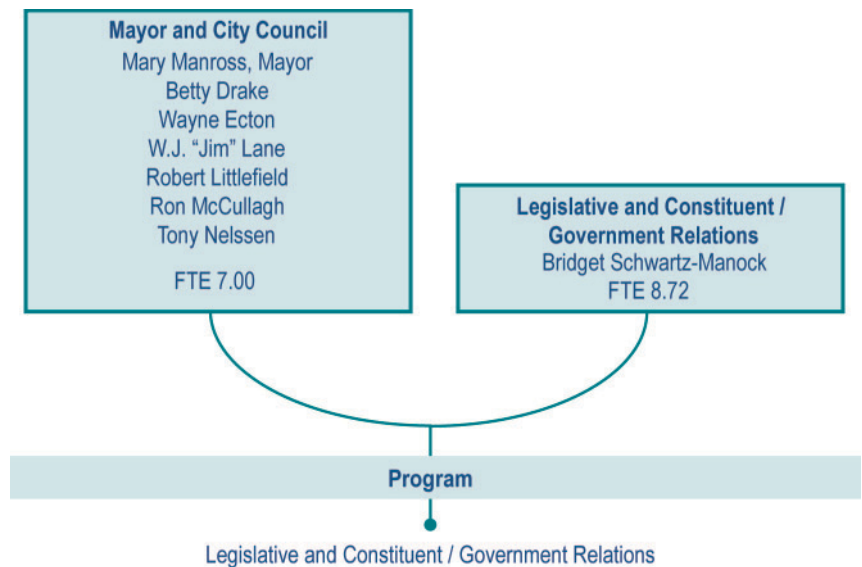 Mayor and City Council
Mary Manross, Mayor
Betty Drake
Wayne Ecton
W.J. “Jim” Lane
Robert Littlefield
Ron McCullagh
Tony Nelssen
FTE 7.00
Legislative and Constituent /
Government Relations
Bridget Schwartz-Manock
FTE 8.72
Program
Legislative and Constituent / Government Relations